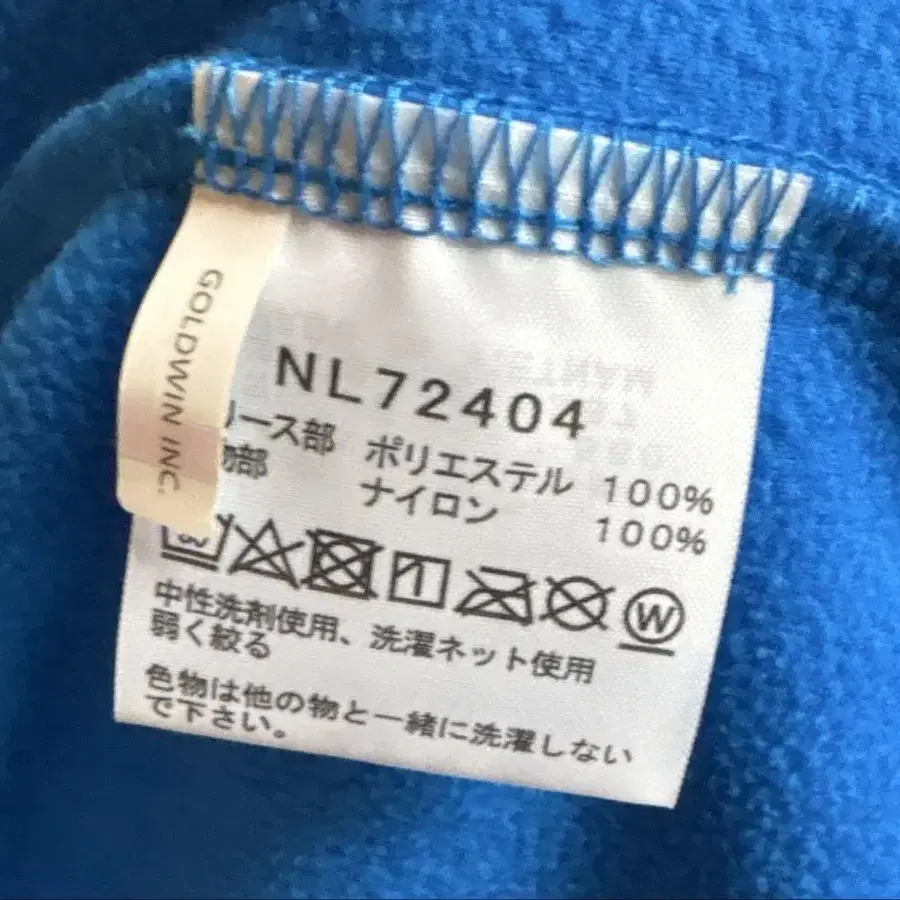 GOLDWIN INC.
NL72404
リース部 ポリエステル 100%
物部 ナイロン 100%
W
中性洗剤使用、洗濯ネット使用
弱く絞る
色物は他の物と一緒に洗濯しない
で下さい。